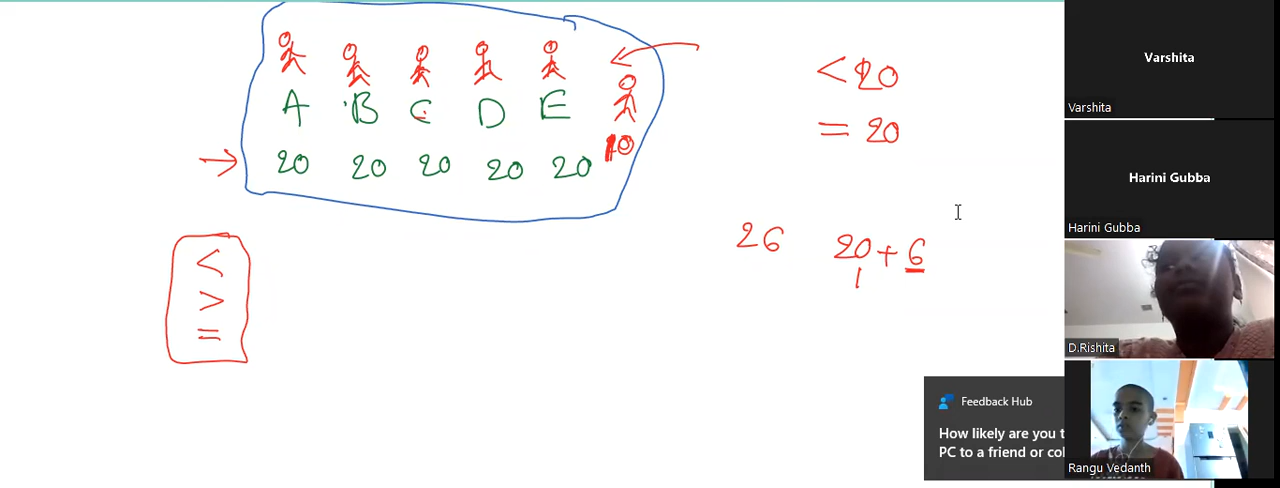 A B C D E
20 20 20 20 20 10
< 20
= 20
26 20+6
<
>
=
Varshita
Varshita
Harini Gubba
Harini Gubba
D.Rishita
Rangu Vedanth
Feedback Hub
How likely are you t
PC to a friend or col